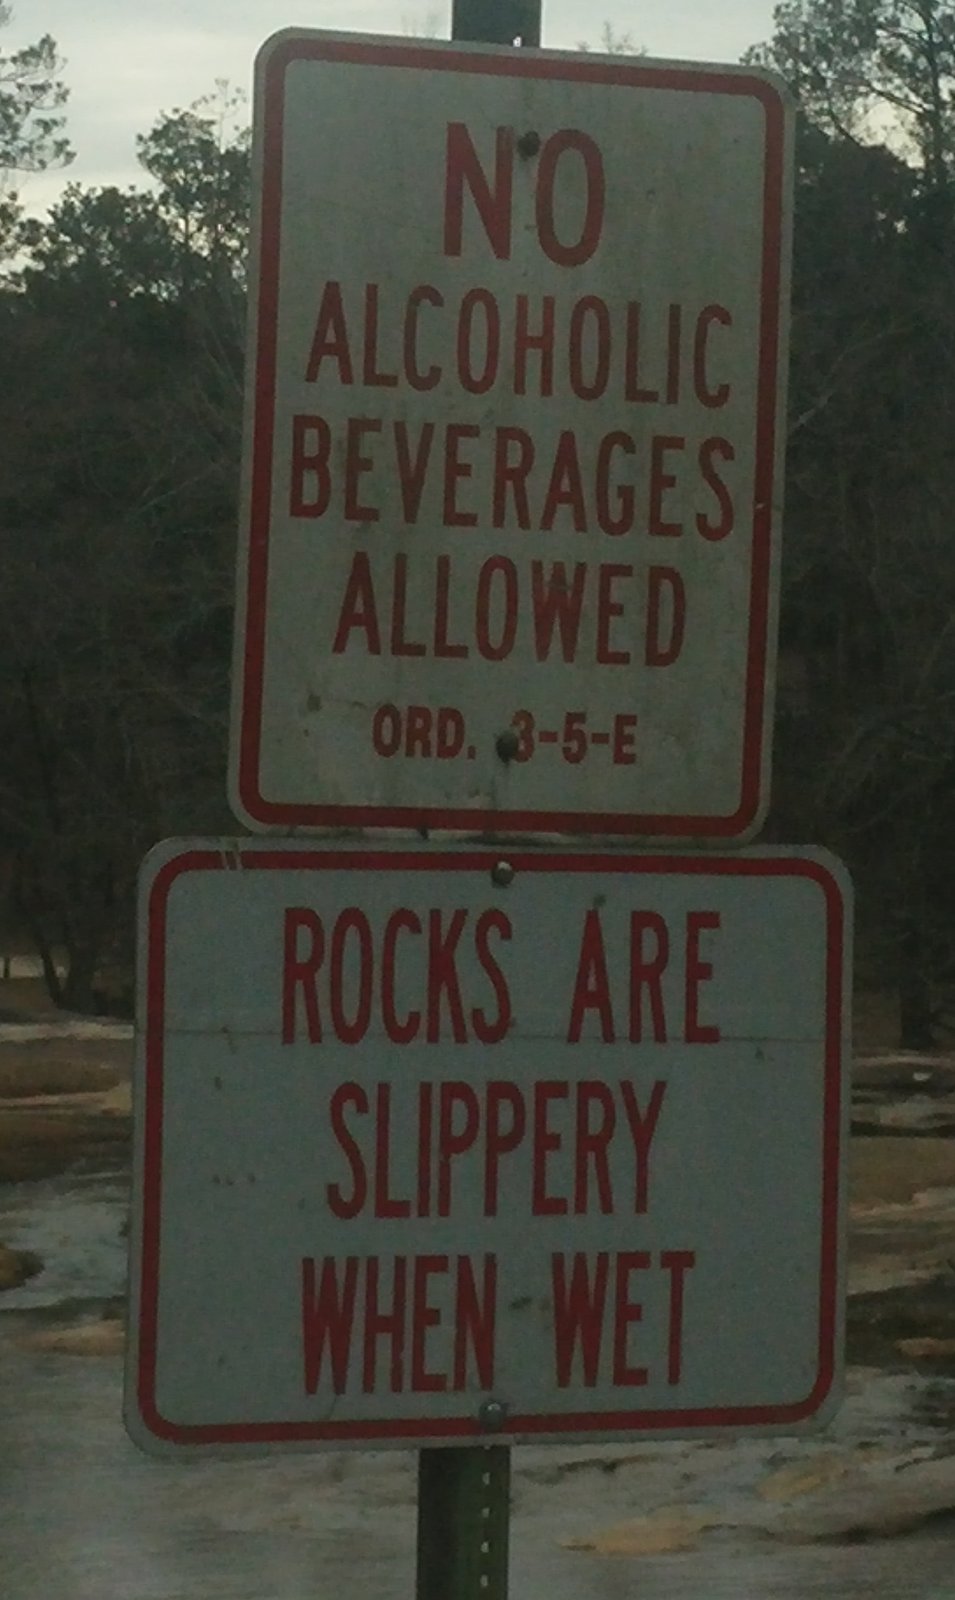 NO
ALCOHOLIC
BEVERAGES
ALLOWED
ORD. 3-5-E
ROCKS ARE
SLIPPERY
WHEN WET